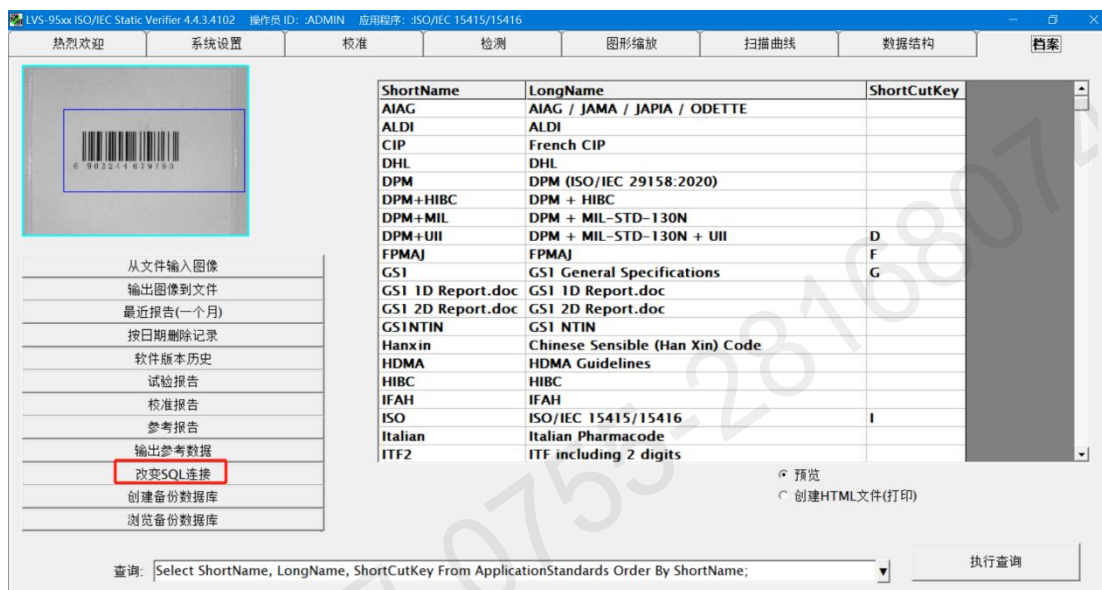 LVS-95xx ISO/IEC Static Verifier 4.4.3.4102 操作员 ID: :ADMIN 应用程序: :ISO/IEC 15415/15416
热烈欢迎 系统设置 校准 检测 图形缩放 扫描曲线 数据结构 档案
6 903244 679763
从文件输入图像
输出图像到文件
最近报告(一个月)
按日期删除记录
软件版本历史
试验报告
校准报告
参考报告
输出参考数据
改变SQL连接
创建备份数据库
浏览备份数据库
ShortName LongName ShortCutKey
AIAG AIAG / JAMA / JAPIA / ODETTE
ALDI ALDI
CIP French CIP
DHL DHL
DPM DPM (ISO/IEC 29158:2020)
DPM+HIBC DPM + HIBC
DPM+MIL DPM + MIL-STD-130N
DPM+UII DPM + MIL-STD-130N + UII D
FPMAJ FPMAJ F
GS1 GS1 General Specifications G
GS1 1D Report.doc GS1 1D Report.doc
GS1 2D Report.doc GS1 2D Report.doc
GS1NTIN GS1 NTIN
Hanxin Chinese Sensible (Han Xin) Code
HDMA HDMA Guidelines
HIBC HIBC
IFAH IFAH
ISO ISO/IEC 15415/15416 I
Italian Italian Pharmacode
ITF2 ITF including 2 digits
预览
创建HTML文件(打印)
查询: Select ShortName, LongName, ShortCutKey From ApplicationStandards Order By ShortName;
执行查询